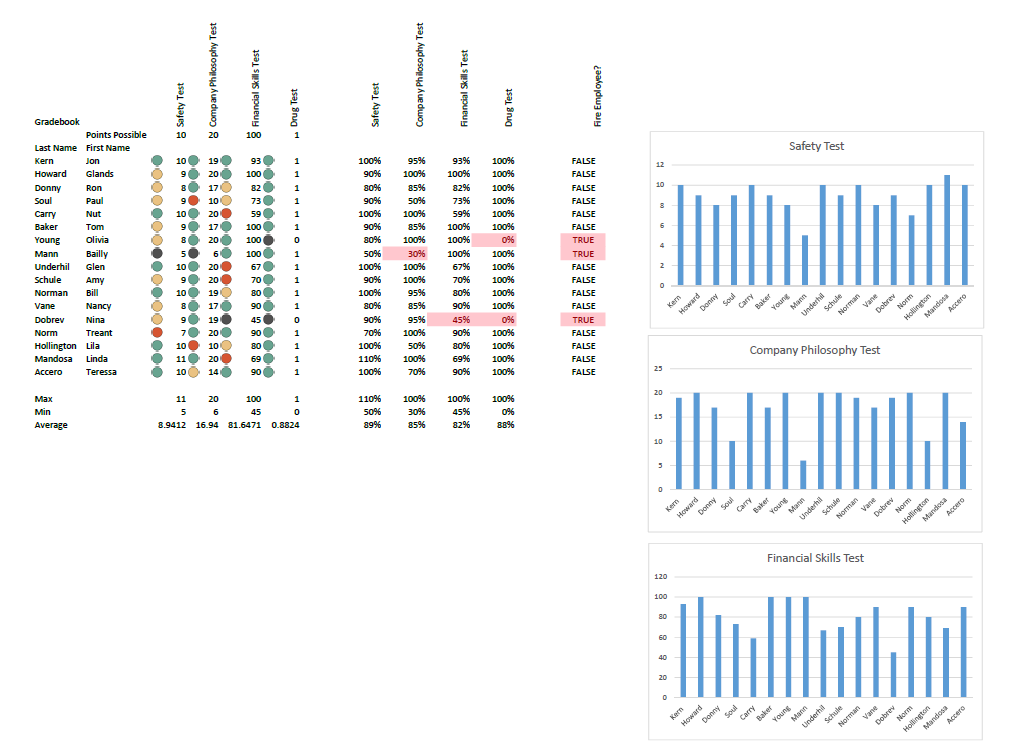 Gradebook Safety Test Company Philosophy Test Financial Skills Test Drug Test Safety Test Company Philosophy Test Financial Skills Test Drug Test Fire Employee?
Points Possible 10 20 100 1
Last Name First Name
Kern Jon 10 19 93 1 100% 95% 93% 100% FALSE
Howard Glands 9 20 100 1 90% 100% 100% 100% FALSE
Donny Ron 8 17 82 1 80% 85% 82% 100% FALSE
Soul Paul 9 10 73 1 90% 50% 73% 100% FALSE
Carry Nut 10 20 59 1 100% 100% 59% 100% FALSE
Baker Tom 9 17 100 1 90% 85% 100% 100% FALSE
Young Olivia 8 20 100 0 80% 100% 100% 0% TRUE
Mann Bailly 5 6 100 1 50% 30% 100% 100% TRUE
Underhil Glen 10 20 67 1 100% 100% 67% 100% FALSE
Schule Amy 9 20 70 1 90% 100% 70% 100% FALSE
Norman Bill 10 19 80 1 100% 95% 80% 100% FALSE
Vane Nancy 8 17 90 1 80% 85% 90% 100% FALSE
Dobrev Nina 9 19 45 0 90% 95% 45% 0% TRUE
Norm Treant 7 20 90 1 70% 100% 90% 100% FALSE
Hollington Lila 10 10 80 1 100% 50% 80% 100% FALSE
Mandosa Linda 11 20 69 1 110% 100% 69% 100% FALSE
Accero Teressa 10 14 90 1 100% 70% 90% 100% FALSE
Max 11 20 100 1 110% 100% 100% 100%
Min 5 6 45 0 50% 30% 45% 0%
Average 8.9412 16.94 81.6471 0.8824 89% 85% 82% 88%
Safety Test
12
10
8
6
4
2
0
Kern Howard Donny Soul Carry Baker Young Mann Underhil Schule Norman Vane Dobrev Norm Hollington Mandosa Accero
Company Philosophy Test
25
20
15
10
5
0
Kern Howard Donny Soul Carry Baker Young Mann Underhil Schule Norman Vane Dobrev Norm Hollington Mandosa Accero
Financial Skills Test
120
100
80
60
40
20
0
Kern Howard Donny Soul Carry Baker Young Mann Underhil Schule Norman Vane Dobrev Norm Hollington Mandosa Accero